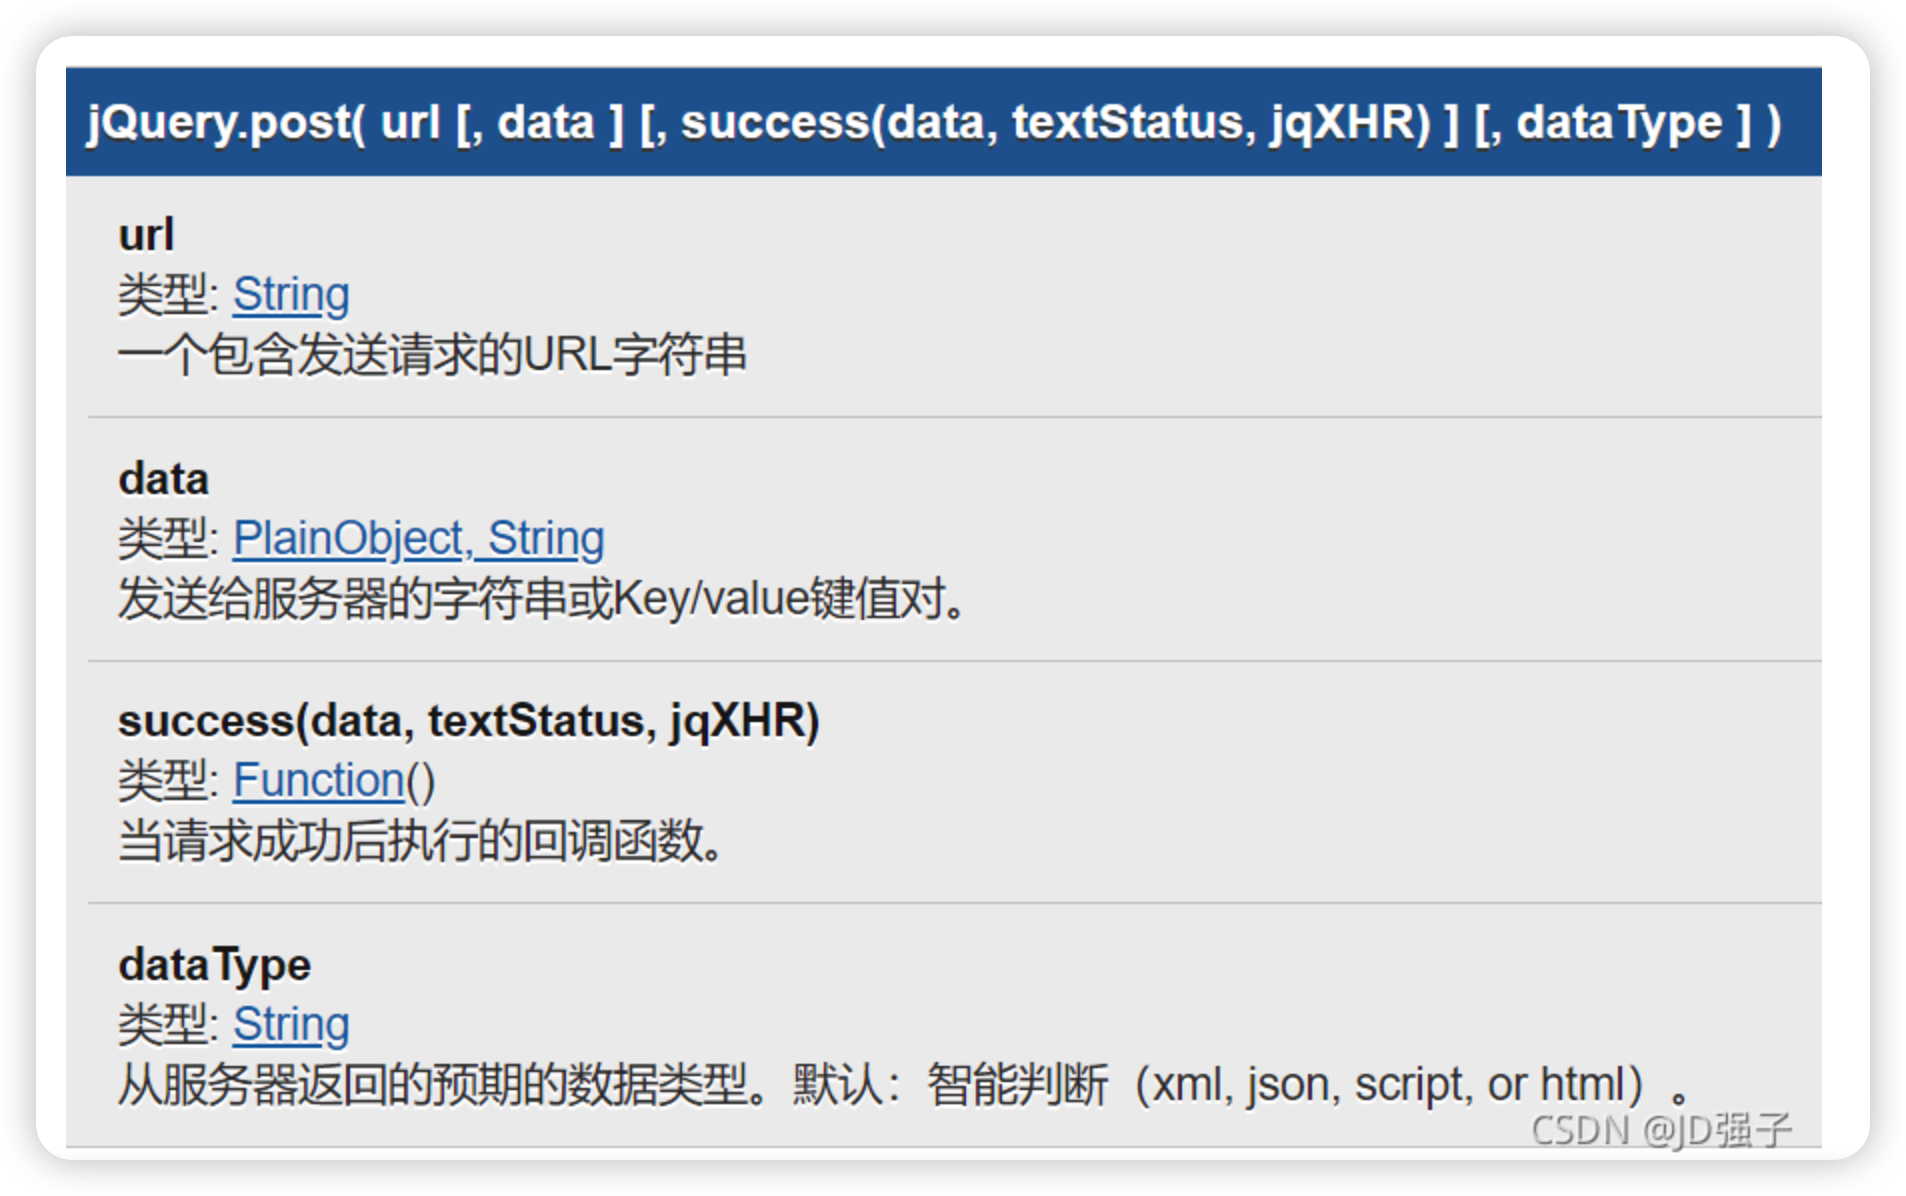 jQuery.post( url [, data ] [, success(data, textStatus, jqXHR) ] [, dataType ] )
url
类型: String
一个包含发送请求的URL字符串
data
类型: PlainObject, String
发送给服务器的字符串或Key/value键值对。
success(data, textStatus, jqXHR)
类型: Function()
当请求成功后执行的回调函数。
dataType
类型: String
从服务器返回的预期的数据类型。默认：智能判断（xml, json, script, or html）。
CSDN @JD强子